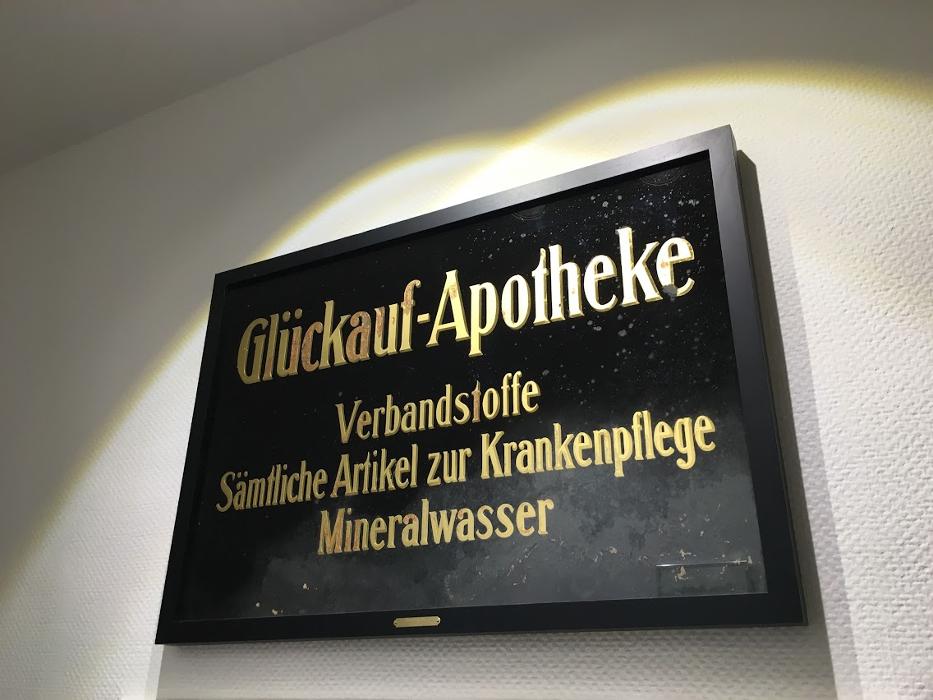 Glückauf-Apotheke
Verbandstoffe
Sämtliche Artikel zur Krankenpflege
Mineralwasser